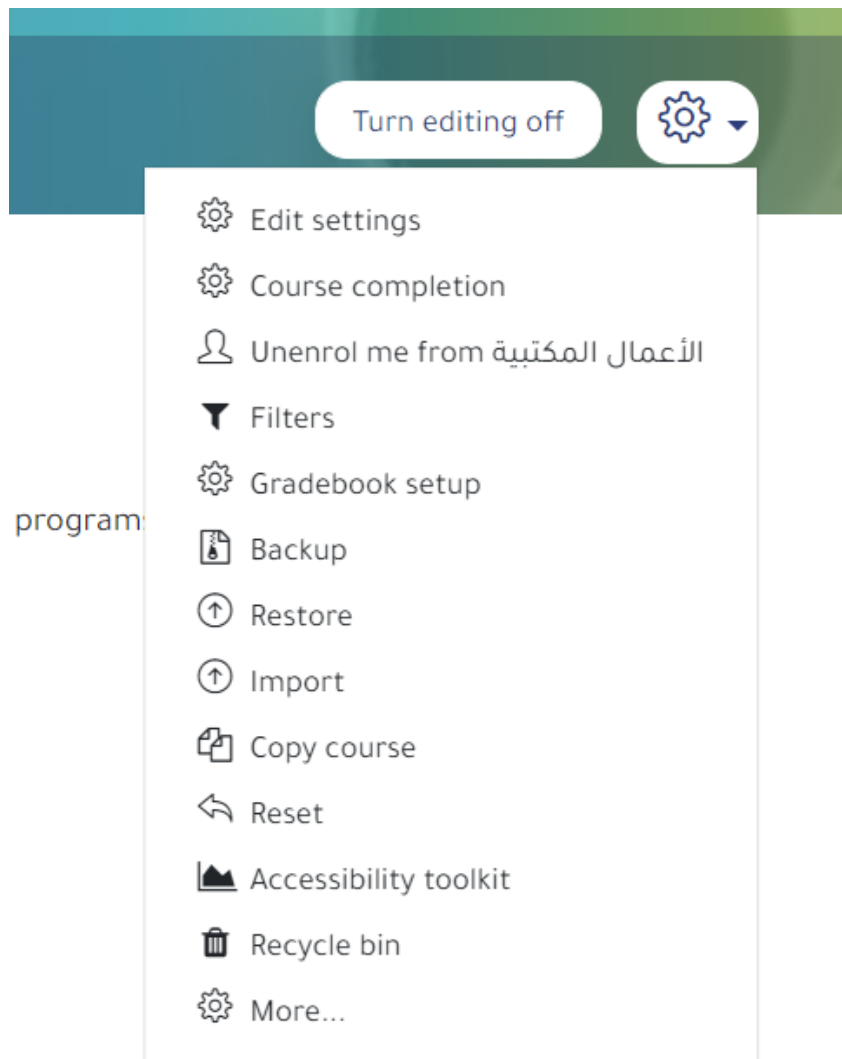 Turn editing off
Edit settings
Course completion
Unenrol me from الأعمال المكتبية
Filters
Gradebook setup
programs
Backup
Restore
Import
Copy course
Reset
Accessibility toolkit
Recycle bin
More...